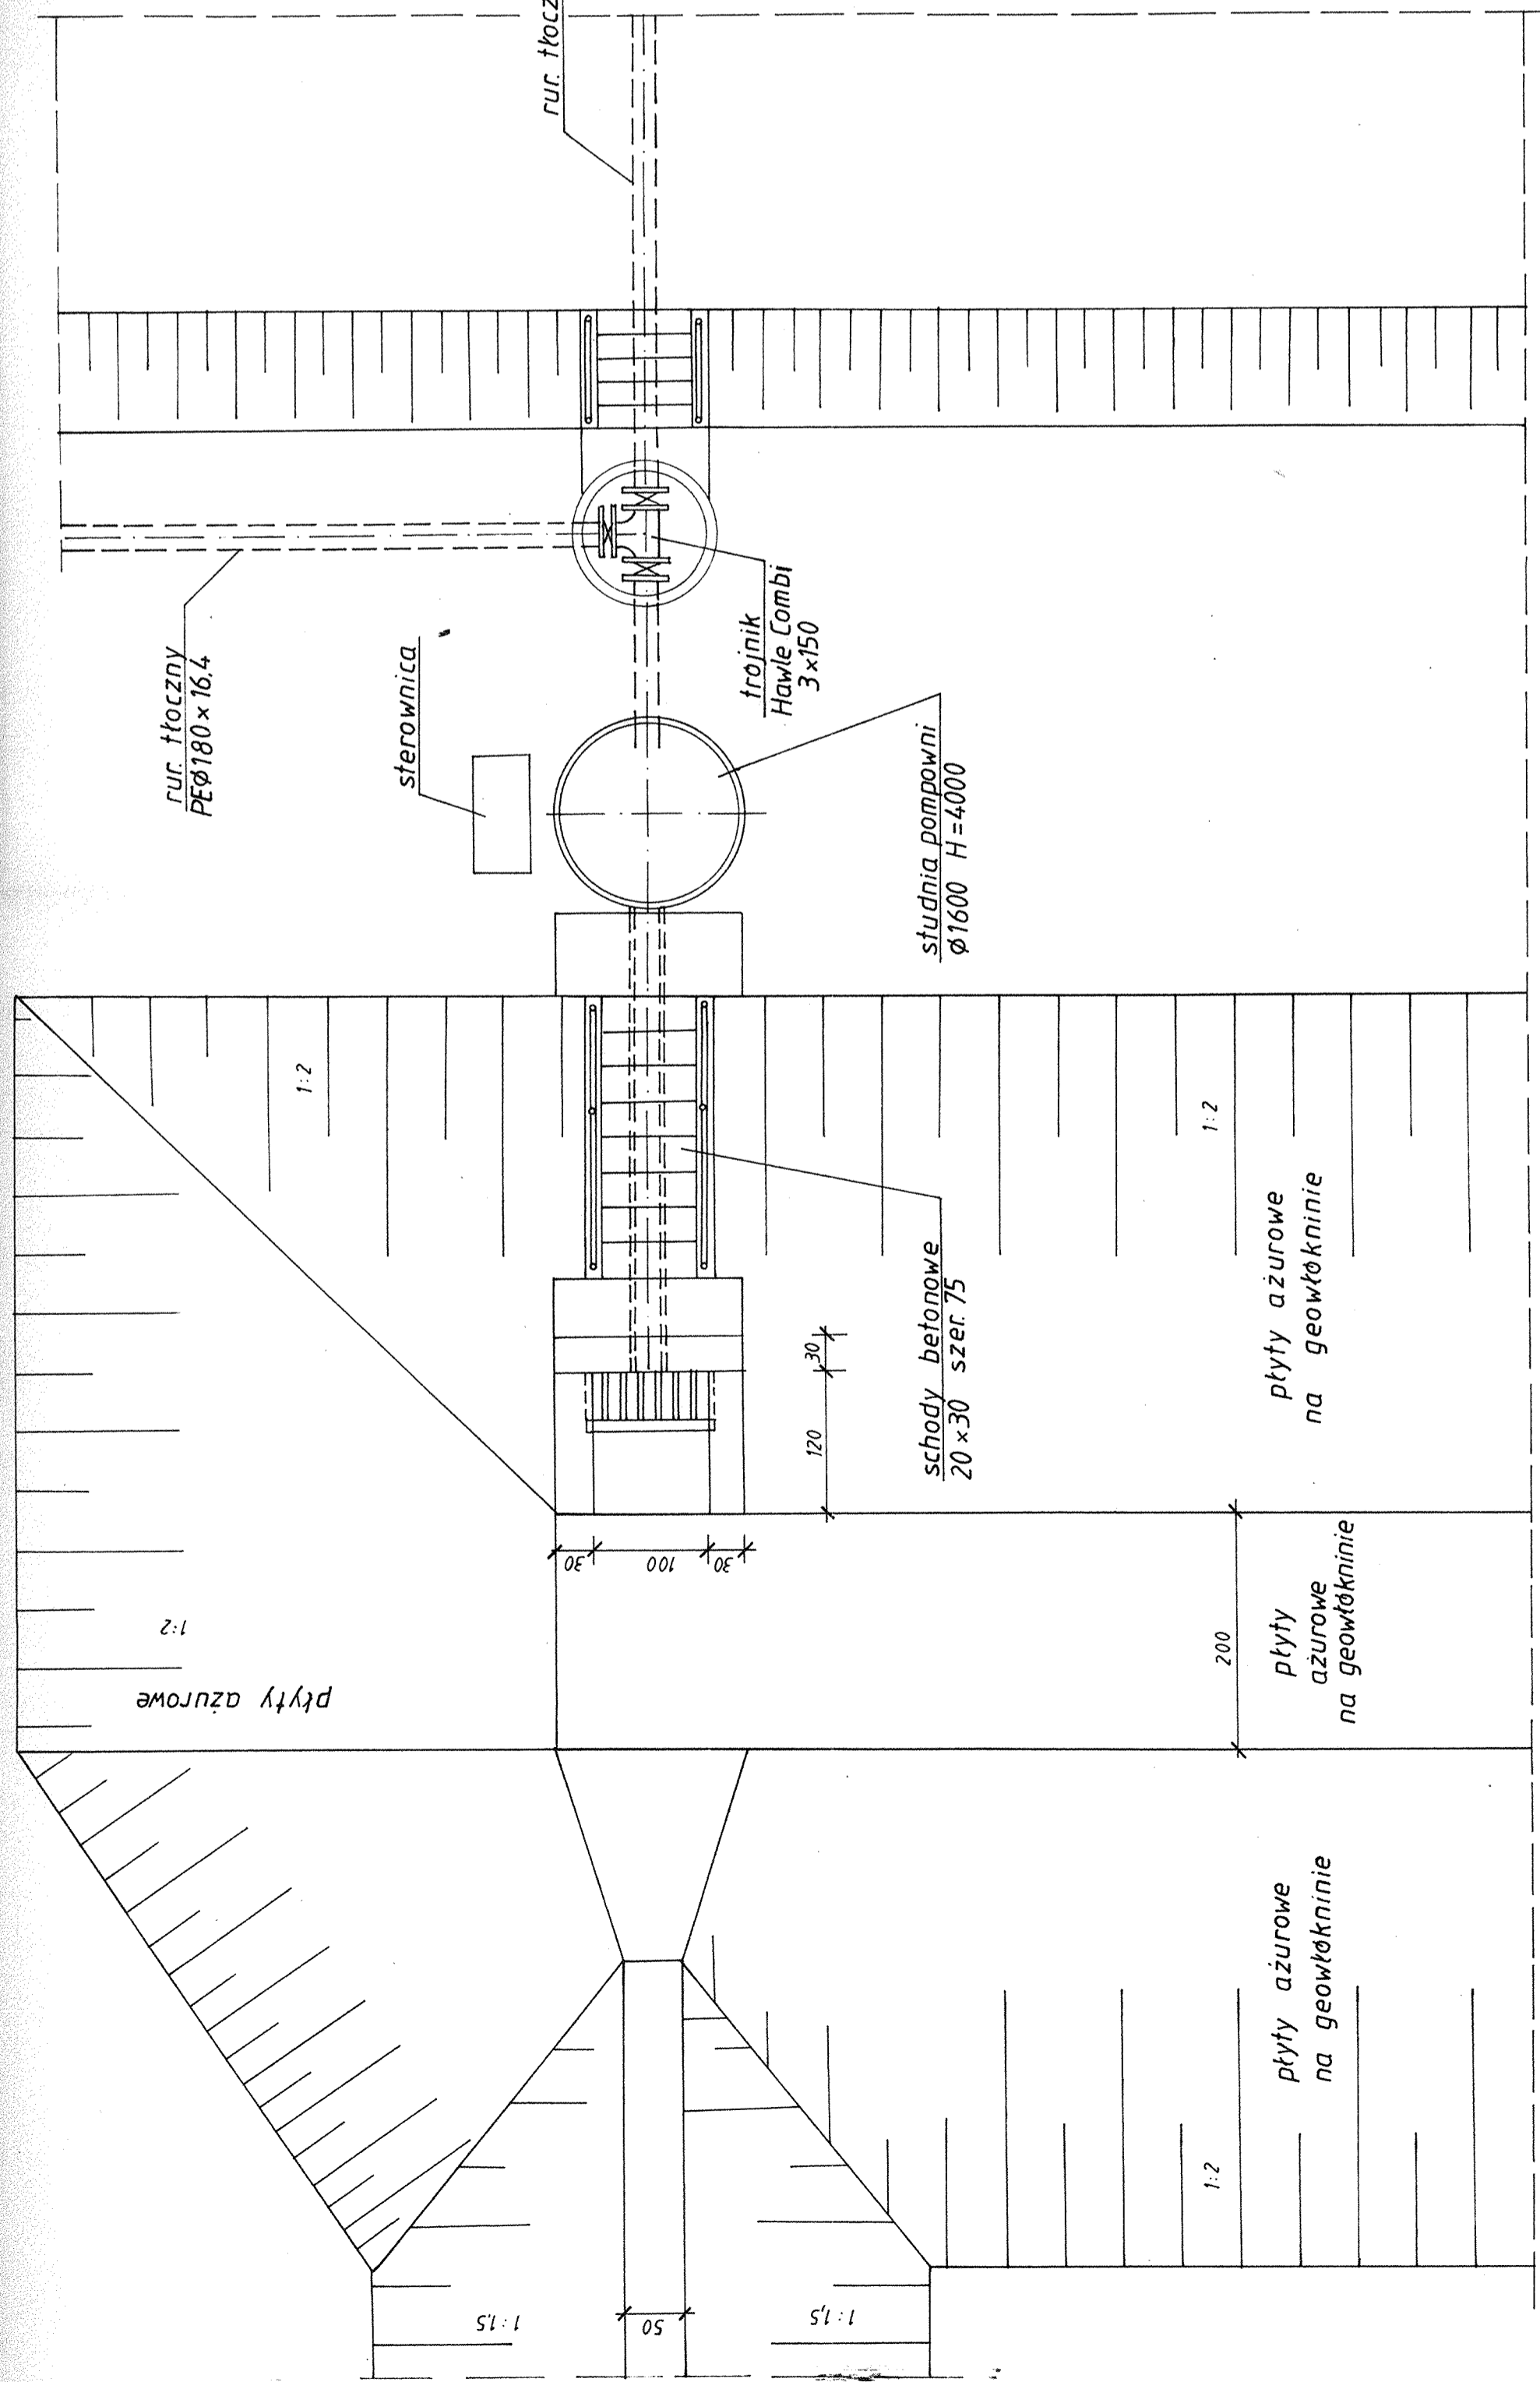 rur. tłocz
rur. tłoczny
PEØ180×16,4
sterownica
trojnik
Hawle Combi
3×150
studnia pompowni
Ø1600 H=4000
1:2
1:2
schody betonowe
20×30 szer. 75
płyty ażurowe
na geowłókninie
30
120
30
100
30
1:2
płyty ażurowe
200
płyty
ażurowe
na geowłókninie
płyty ażurowe
na geowłókninie
1:2
1:1,5
50
1:1,5